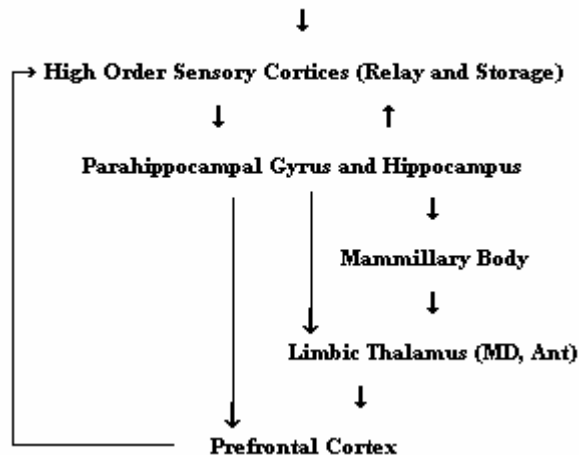 High Order Sensory Cortices (Relay and Storage)
Parahippocampal Gyrus and Hippocampus
Mammillary Body
Limbic Thalamus (MD, Ant)
Prefrontal Cortex